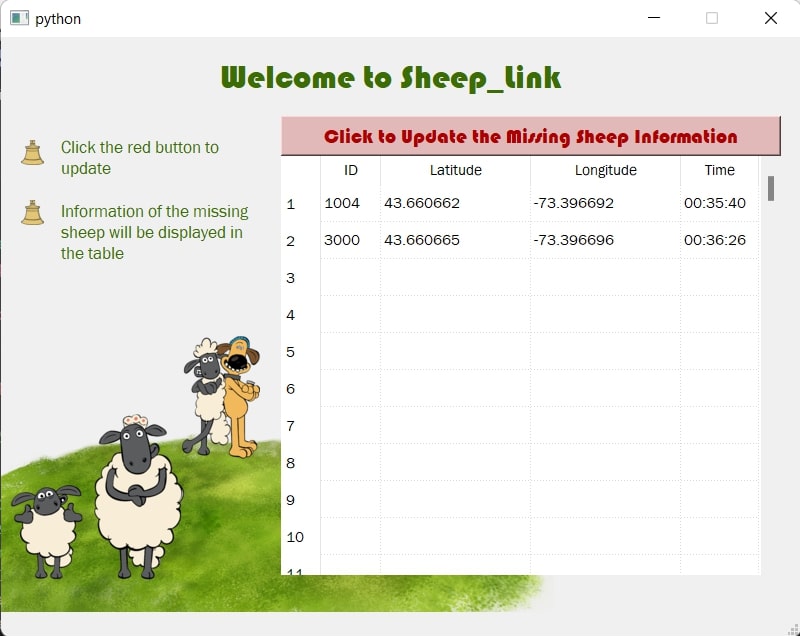 python
Welcome to Sheep_Link
Click the red button to
update
Information of the missing
sheep will be displayed in
the table
Click to Update the Missing Sheep Information
ID Latitude Longitude Time
1 1004 43.660662 -73.396692 00:35:40
2 3000 43.660665 -73.396696 00:36:26
3
4
5
6
7
8
9
10
11